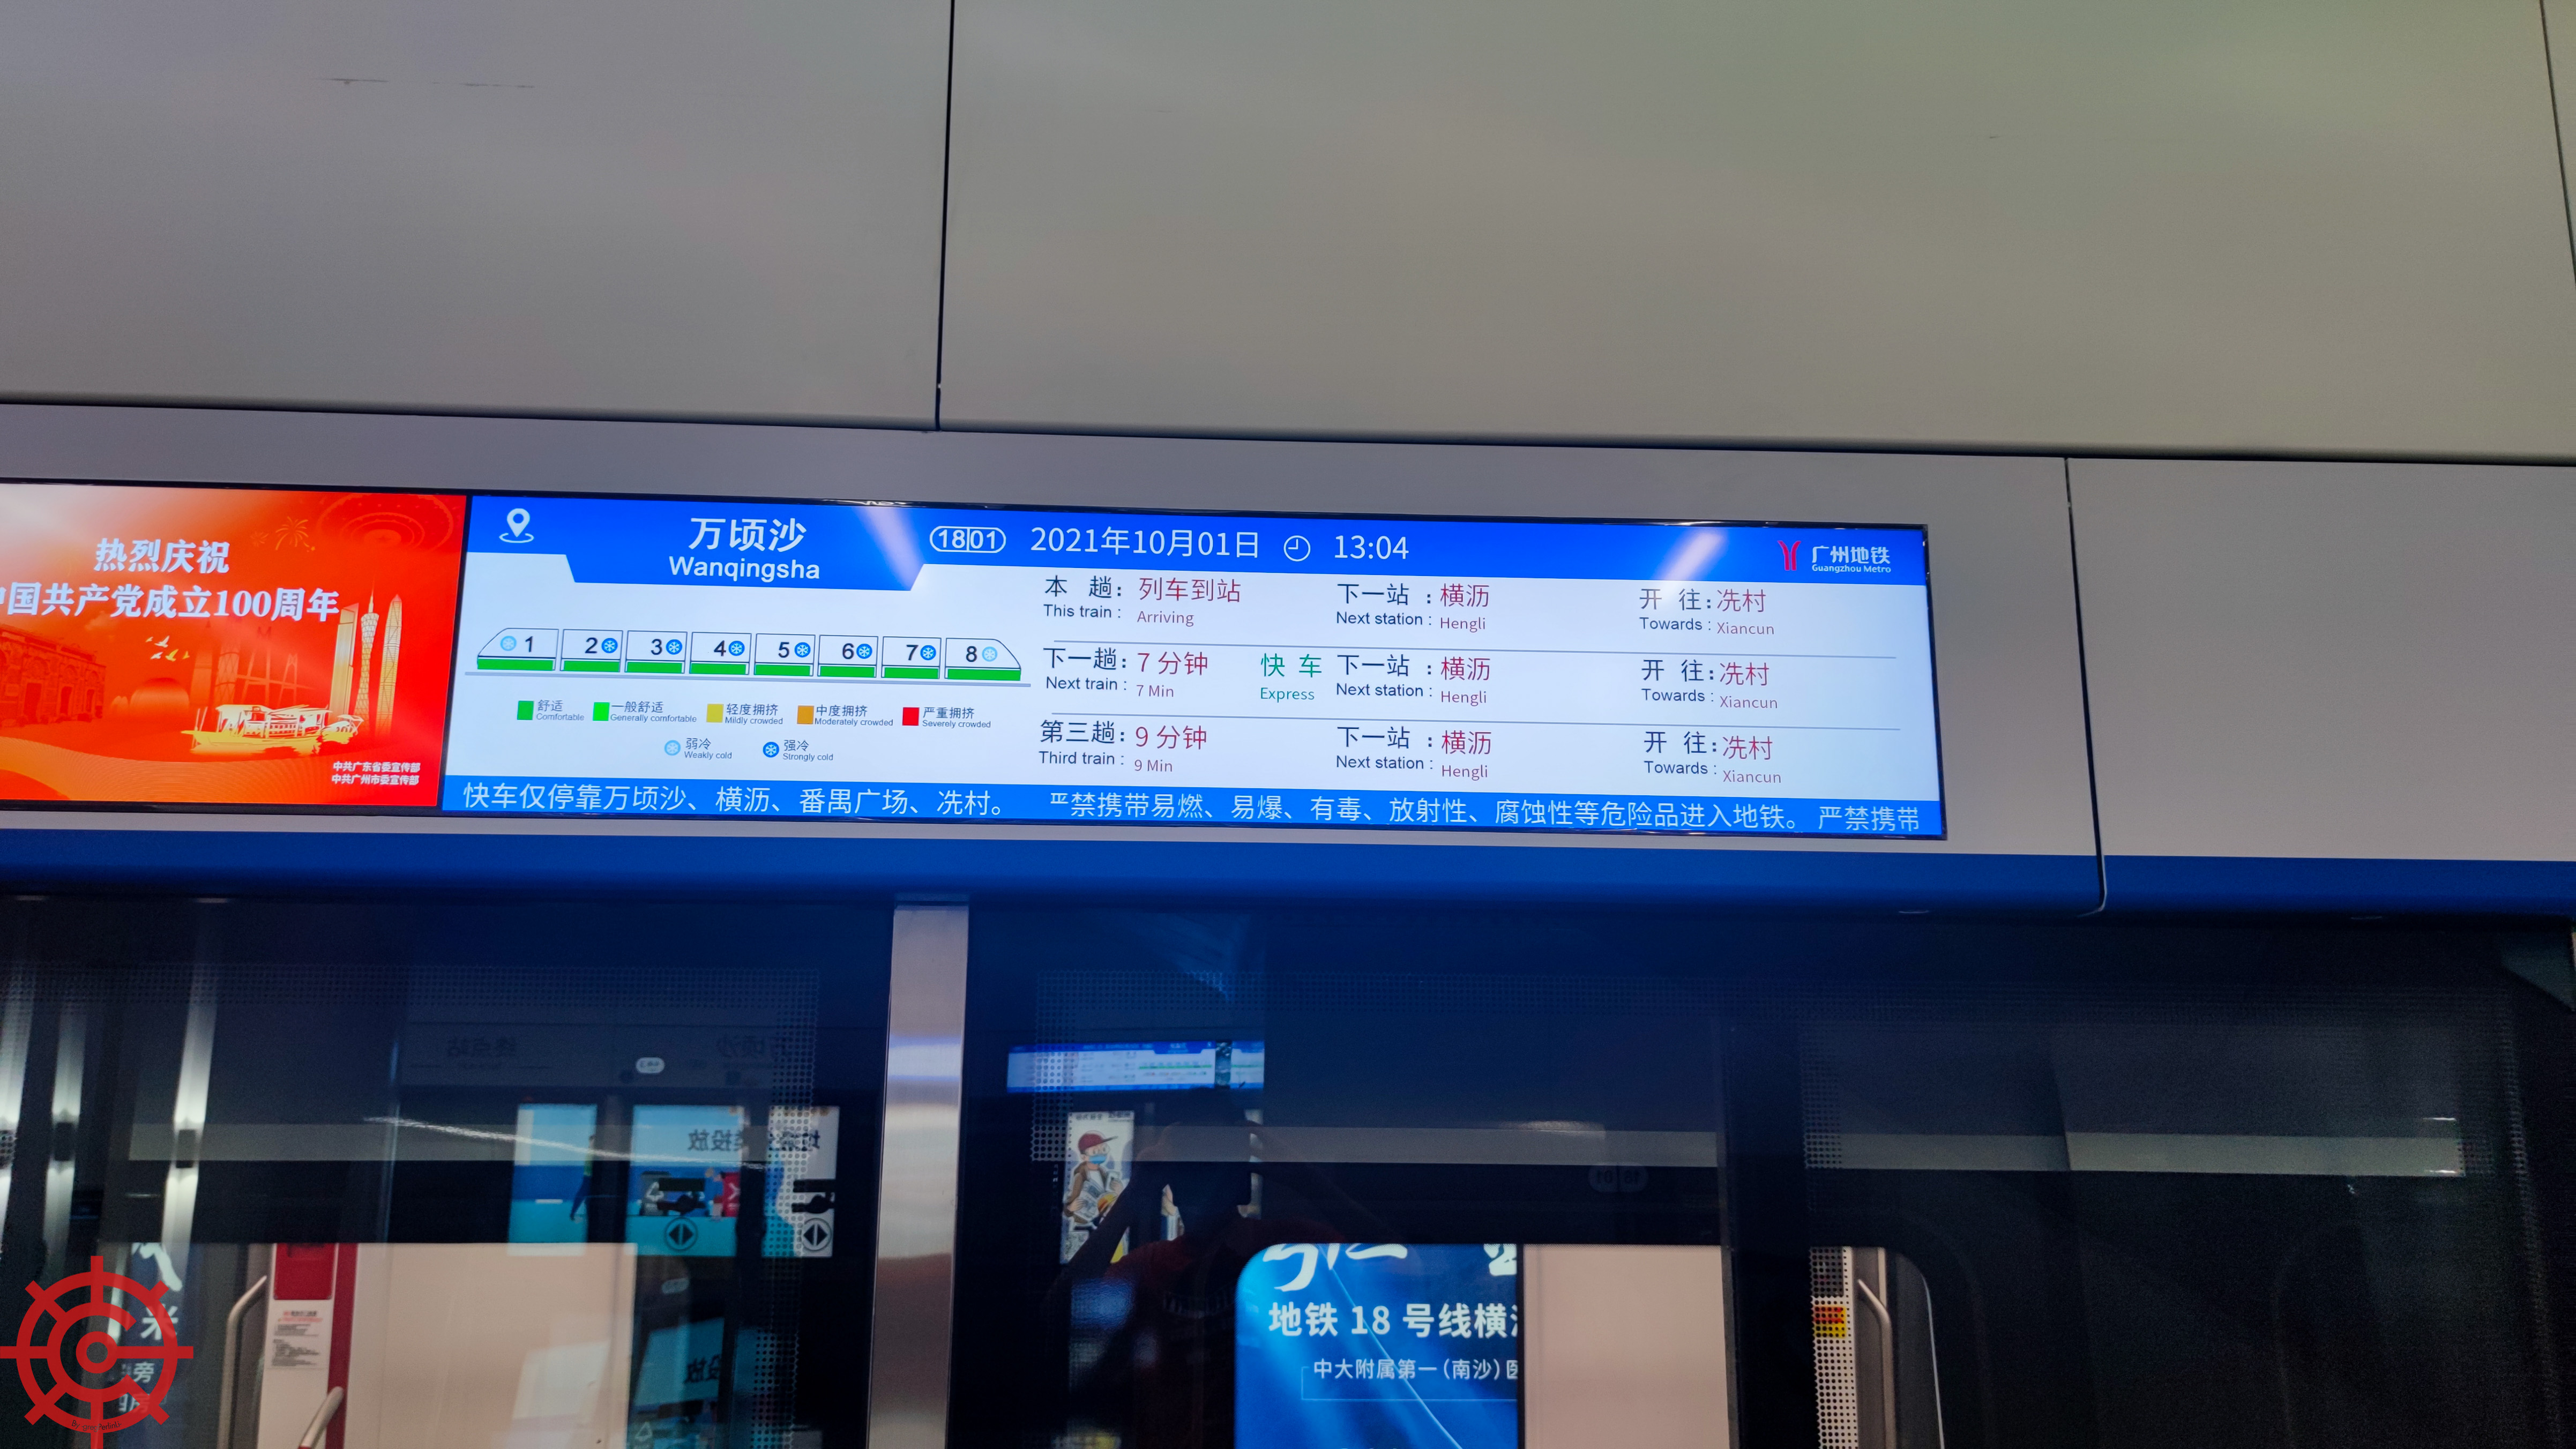 热烈庆祝
中国共产党成立100周年
中共广东省委宣传部
中共广州市委宣传部
万顷沙
Wanqingsha
1801 2021年10月01日 13:04
广州地铁
Guangzhou Metro
1 2 3 4 5 6 7 8
舒适 一般舒适 轻度拥挤 中度拥挤 严重拥挤
Comfortable Generally comfortable Mildly crowded Moderately crowded Severely crowded
弱冷 强冷
Weakly cold Strongly cold
本 趟：列车到站 下一站 ：横沥 开 往：冼村
This train : Arriving Next station : Hengli Towards : Xiancun
下一趟：7 分钟 快 车 下一站 ：横沥 开 往：冼村
Next train : 7 Min Express Next station : Hengli Towards : Xiancun
第三趟：9 分钟 下一站 ：横沥 开 往：冼村
Third train : 9 Min Next station : Hengli Towards : Xiancun
快车仅停靠万顷沙、横沥、番禺广场、冼村。 严禁携带易燃、易爆、有毒、放射性、腐蚀性等危险品进入地铁。 严禁携带
终点站
万顷沙
投放
米
旁
地铁 18 号线横沥
中大附属第一（南沙）医